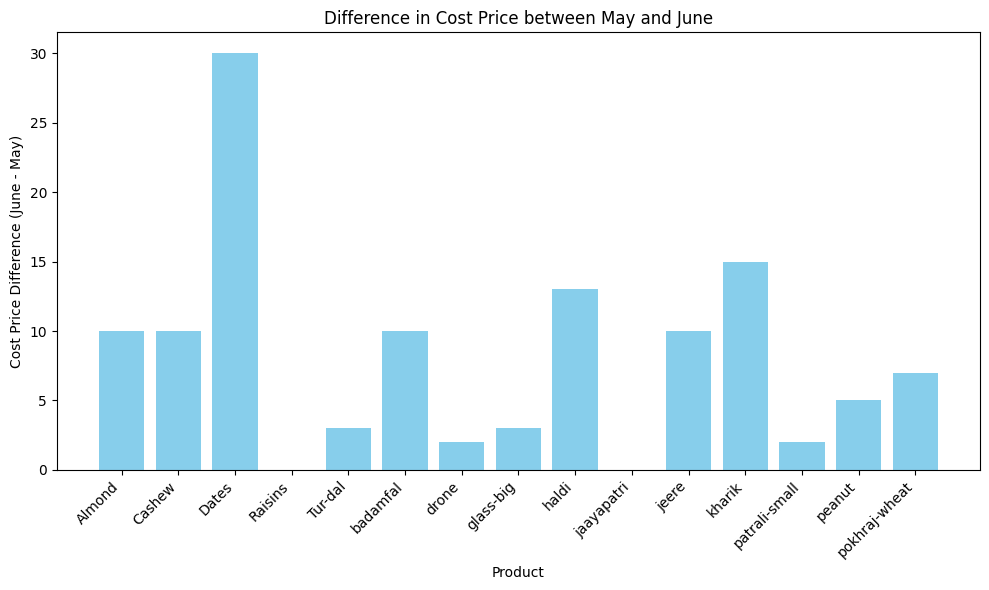 Difference in Cost Price between May and June
Cost Price Difference (June - May)
30
25
20
15
10
5
0
Almond
Cashew
Dates
Raisins
Tur-dal
badamfal
drone
glass-big
haldi
jaayapatri
jeere
kharik
patrali-small
peanut
pokhraj-wheat
Product